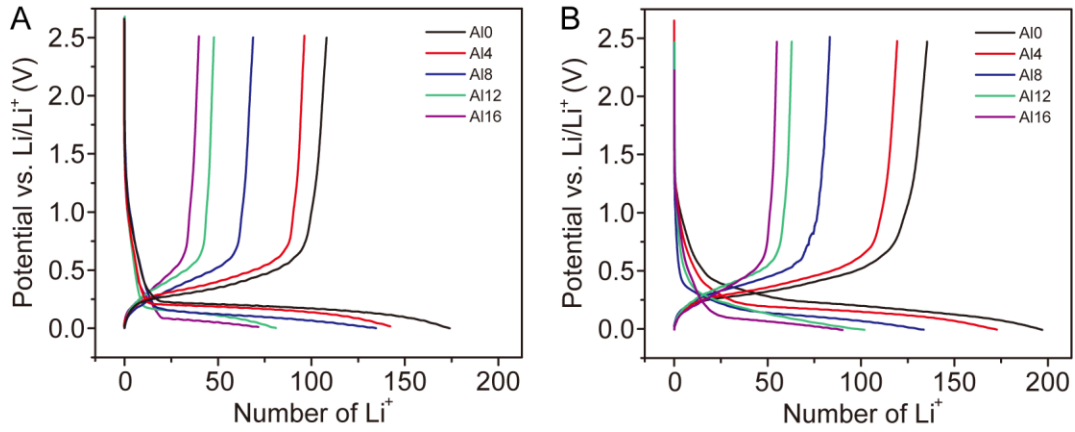 A
Potential vs. Li/Li⁺ (V)
2.5
2.0
1.5
1.0
0.5
0.0
Al0
Al4
Al8
Al12
Al16
0
50
100
150
200
Number of Li⁺
B
Potential vs. Li/Li⁺ (V)
2.5
2.0
1.5
1.0
0.5
0.0
Al0
Al4
Al8
Al12
Al16
0
50
100
150
200
Number of Li⁺